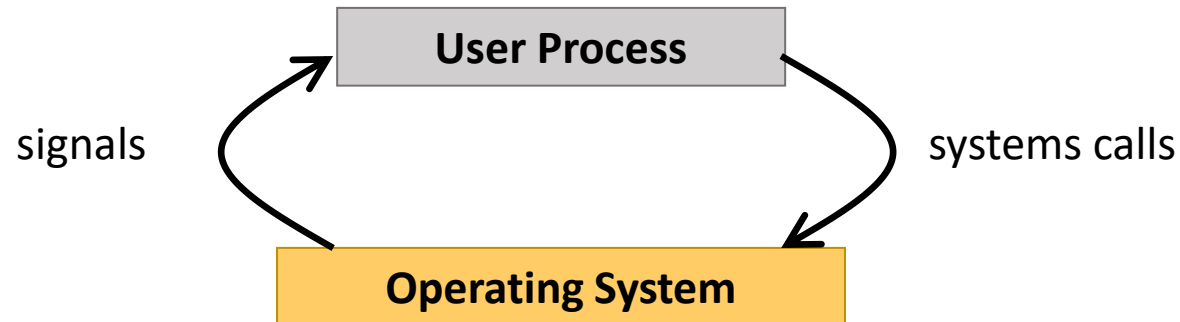 User Process
signals
systems calls
Operating System